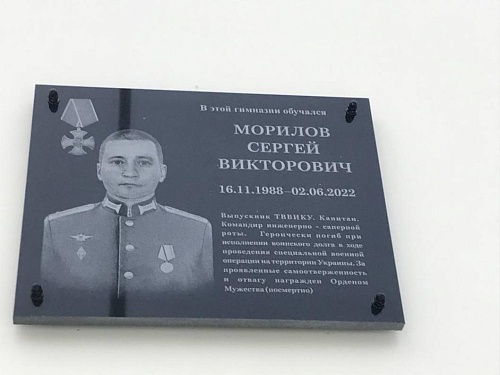 В этой гимназии обучался
МОРИЛОВ
СЕРГЕЙ
ВИКТОРОВИЧ
16.11.1988–02.06.2022
Выпускник ТВВИКУ. Капитан.
Командир инженерно - саперной
роты. Героически погиб при
исполнении воинского долга в ходе
проведения специальной военной
операции на территории Украины. За
проявленные самоотверженность
и отвагу награжден Орденом
Мужества (посмертно)